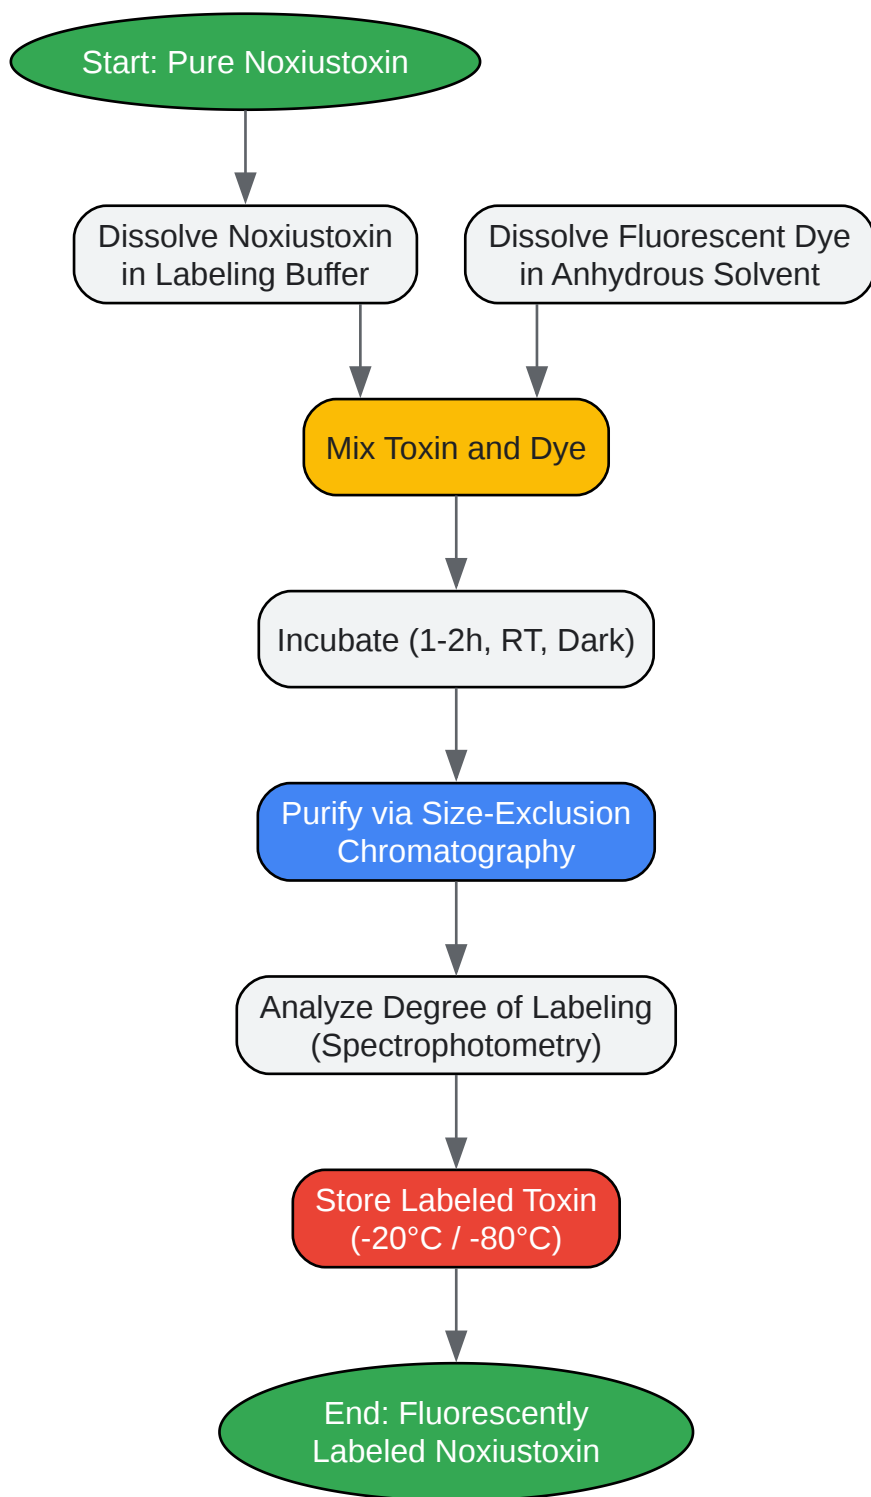 Start: Pure Noxiustoxin
Dissolve Noxiustoxin
in Labeling Buffer
Dissolve Fluorescent Dye
in Anhydrous Solvent
Mix Toxin and Dye
Incubate (1-2h, RT, Dark)
Purify via Size-Exclusion
Chromatography
Analyze Degree of Labeling
(Spectrophotometry)
Store Labeled Toxin
(-20°C / -80°C)
End: Fluorescently
Labeled Noxiustoxin